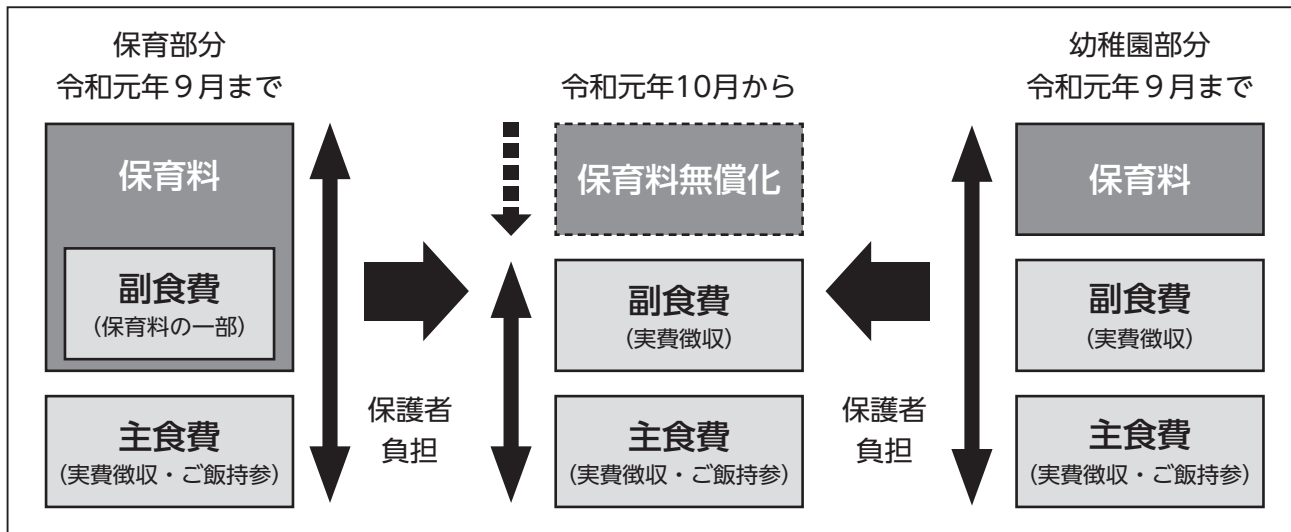 保育部分
令和元年９月まで
保育料
副食費
（保育料の一部）
主食費
（実費徴収・ご飯持参）
保護者
負担
令和元年10月から
保育料無償化
副食費
（実費徴収）
主食費
（実費徴収・ご飯持参）
保護者
負担
幼稚園部分
令和元年９月まで
保育料
副食費
（実費徴収）
主食費
（実費徴収・ご飯持参）